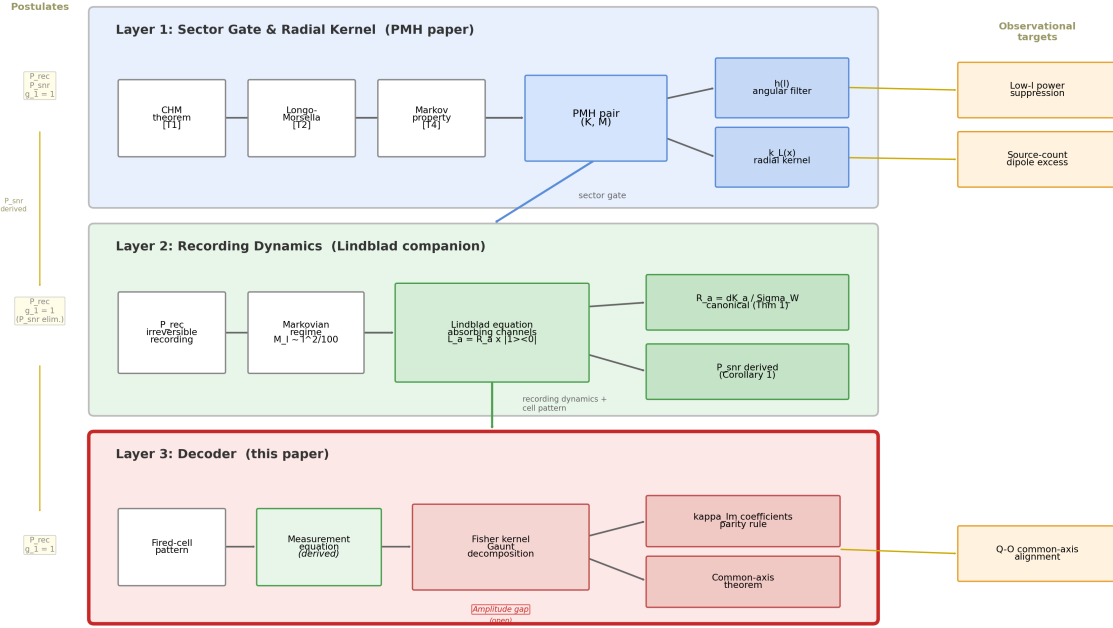 Postulates
Observational
targets
Layer 1: Sector Gate & Radial Kernel  (PMH paper)
P_rec
P_snr
g_1 = 1
CHM
theorem
[T1]
Longo-
Morsella
[T2]
Markov
property
[T4]
PMH pair
(K, M)
h(l)
angular filter
k_L(x)
radial kernel
Low-l power
suppression
Source-count
dipole excess
sector gate
P_snr
derived
Layer 2: Recording Dynamics  (Lindblad companion)
P_rec
g_1 = 1
(P_snr elim.)
P_rec
irreversible
recording
Markovian
regime
M_l ~ l^2/100
Lindblad equation
absorbing channels
L_a = R_a x |1><0|
R_a = dK_a / Sigma_W
canonical (Thm 1)
P_snr derived
(Corollary 1)
recording dynamics +
cell pattern
Layer 3: Decoder  (this paper)
P_rec
g_1 = 1
Fired-cell
pattern
Measurement
equation
(derived)
Fisher kernel
Gaunt
decomposition
kappa_lm coefficients
parity rule
Common-axis
theorem
Q-O common-axis
alignment
Amplitude gap
(open)